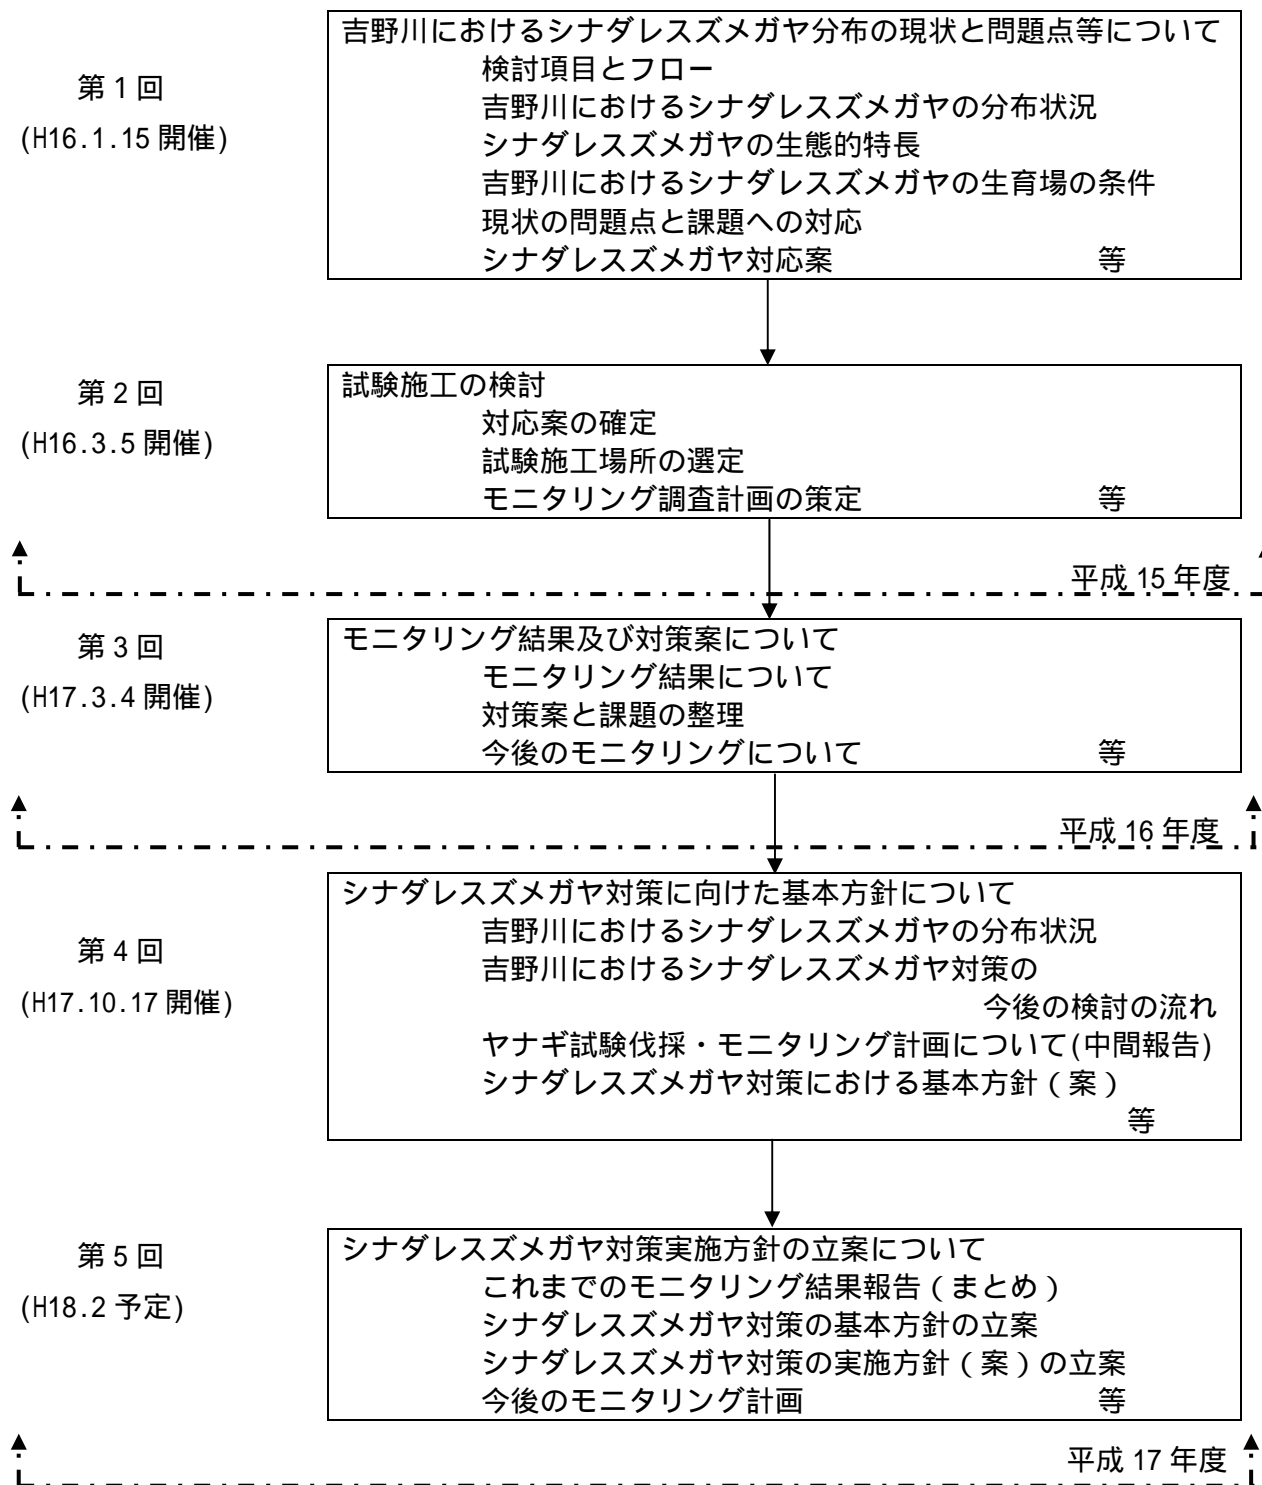 第1回
(H16.1.15 開催)
吉野川におけるシナダレスズメガヤ分布の現状と問題点等について
検討項目とフロー
吉野川におけるシナダレスズメガヤの分布状況
シナダレスズメガヤの生態的特長
吉野川におけるシナダレスズメガヤの生育場の条件
現状の問題点と課題への対応
シナダレスズメガヤ対応案 等
第2回
(H16.3.5 開催)
試験施工の検討
対応案の確定
試験施工場所の選定
モニタリング調査計画の策定 等
平成 15 年度
第3回
(H17.3.4 開催)
モニタリング結果及び対策案について
モニタリング結果について
対策案と課題の整理
今後のモニタリングについて 等
平成 16 年度
第4回
(H17.10.17 開催)
シナダレスズメガヤ対策に向けた基本方針について
吉野川におけるシナダレスズメガヤの分布状況
吉野川におけるシナダレスズメガヤ対策の
今後の検討の流れ
ヤナギ試験伐採・モニタリング計画について(中間報告)
シナダレスズメガヤ対策における基本方針（案）
等
第5回
(H18.2 予定)
シナダレスズメガヤ対策実施方針の立案について
これまでのモニタリング結果報告（まとめ）
シナダレスズメガヤ対策の基本方針の立案
シナダレスズメガヤ対策の実施方針（案）の立案
今後のモニタリング計画 等
平成 17 年度